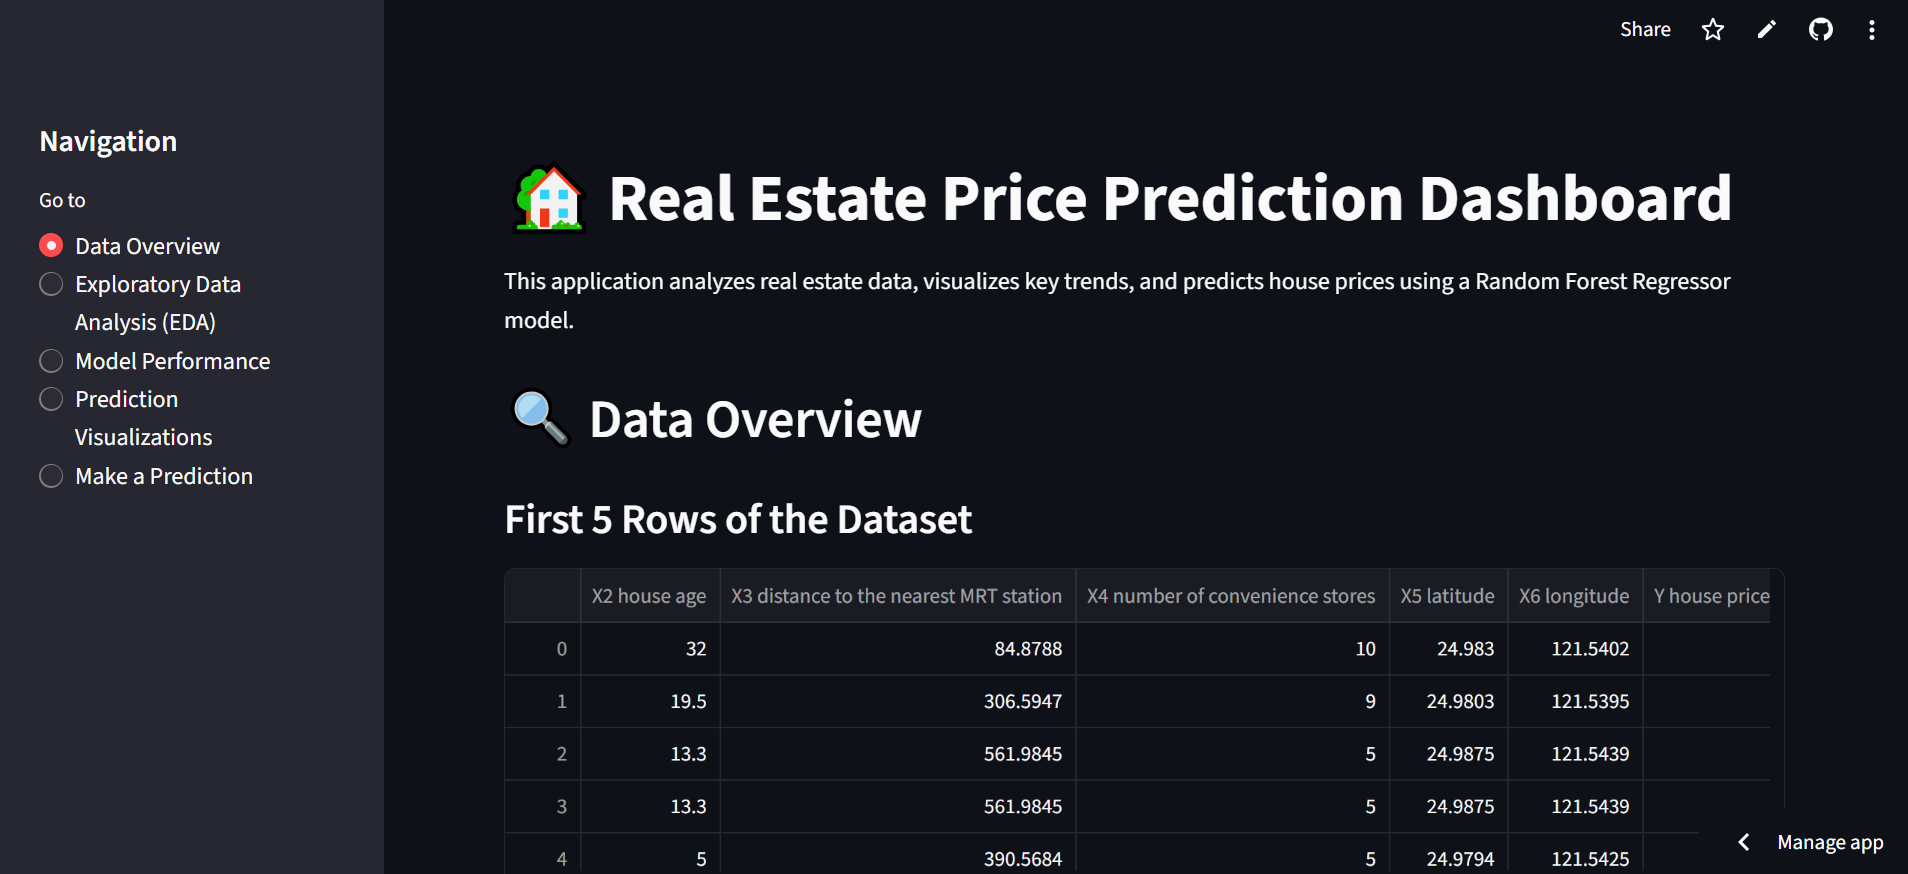 Share
Navigation
Go to
Data Overview
Exploratory Data
Analysis (EDA)
Model Performance
Prediction
Visualizations
Make a Prediction
Real Estate Price Prediction Dashboard
This application analyzes real estate data, visualizes key trends, and predicts house prices using a Random Forest Regressor
model.
Data Overview
First 5 Rows of the Dataset
X2 house age X3 distance to the nearest MRT station X4 number of convenience stores X5 latitude X6 longitude Y house price
0 32 84.8788 10 24.983 121.5402
1 19.5 306.5947 9 24.9803 121.5395
2 13.3 561.9845 5 24.9875 121.5439
3 13.3 561.9845 5 24.9875 121.5439
4 5 390.5684 5 24.9794 121.5425
Manage app